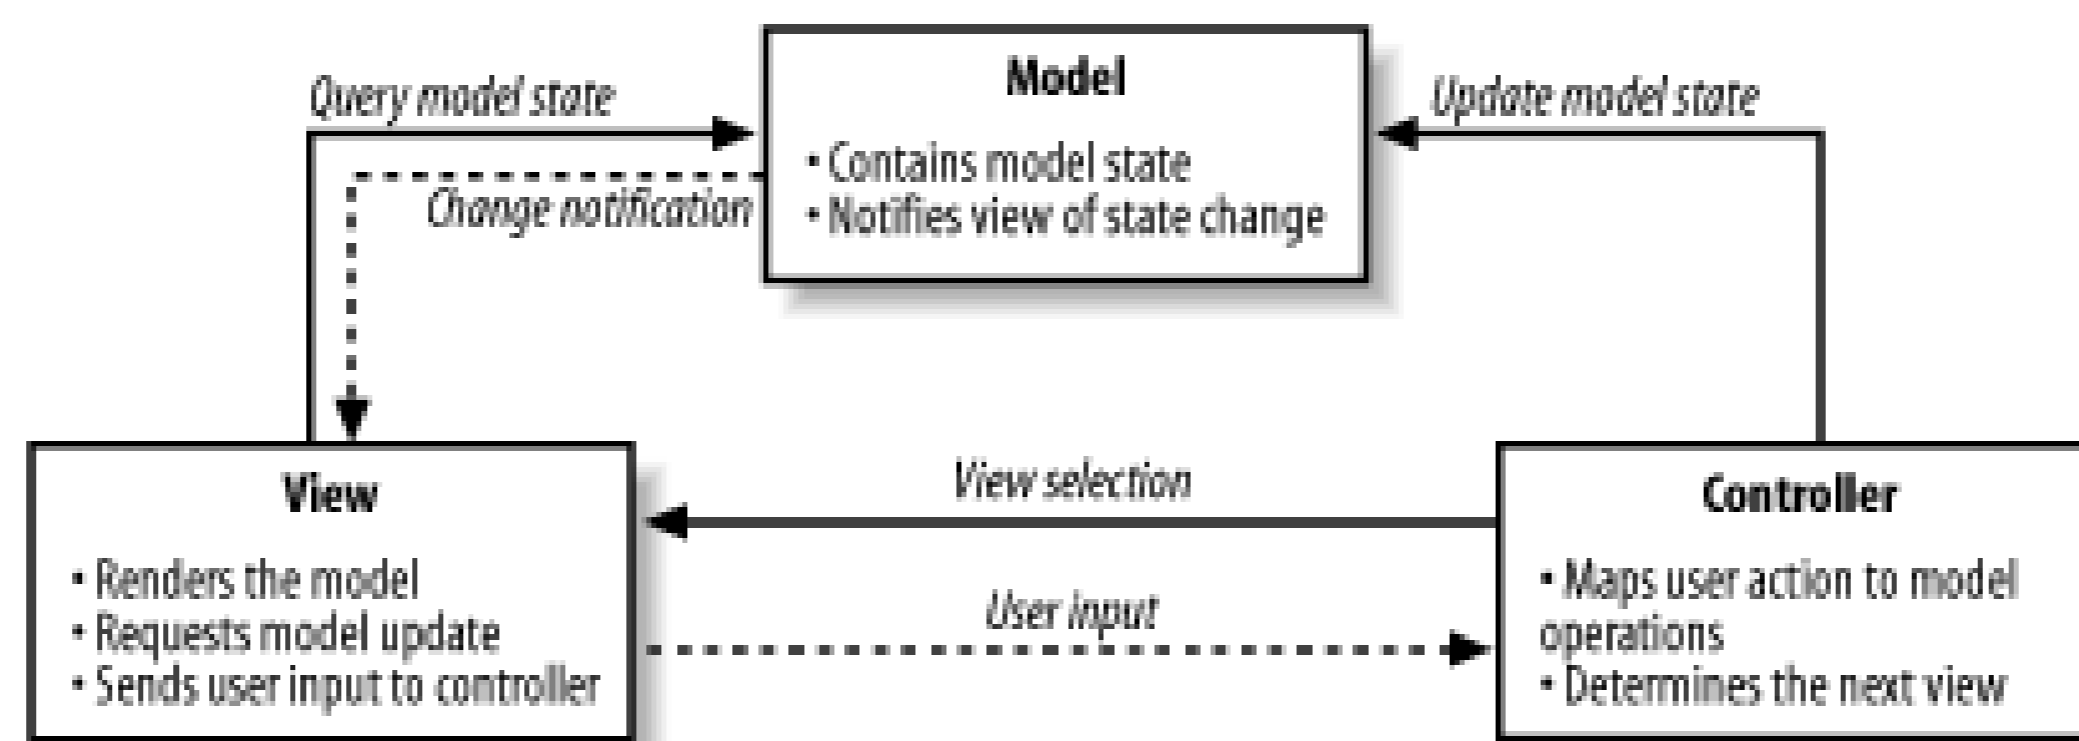 Model
Query model state
Update model state
• Contains model state
Change notification
• Notifies view of state change
View selection
View
Controller
• Renders the model
• Requests model update
• Sends user input to controller
User input
• Maps user action to model
operations
• Determines the next view